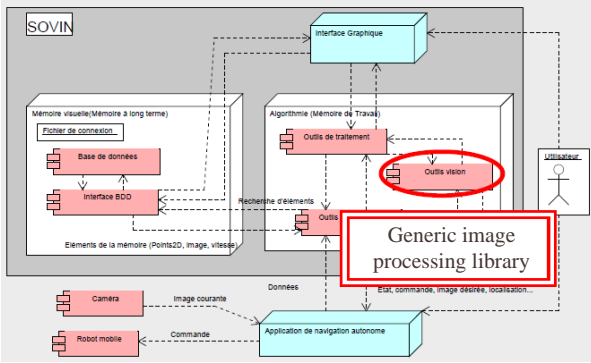 SOVIN
Interface Graphique
Mémoire visuelle(Mémoire à long terme)
Fichier de connexion
Base de données
Interface BDD
Algorithmie (Mémoire de Travail)
Outils de traitement
Outils vision
Utilisateur
Recherche d'éléments
Outils
Eléments de la mémoire (Points2D, image, vitesse)
Generic image
processing library
Données
Etat, commande, image désirée, localisation...
Caméra
Image courante
Robot mobile
Commande
Application de navigation autonome